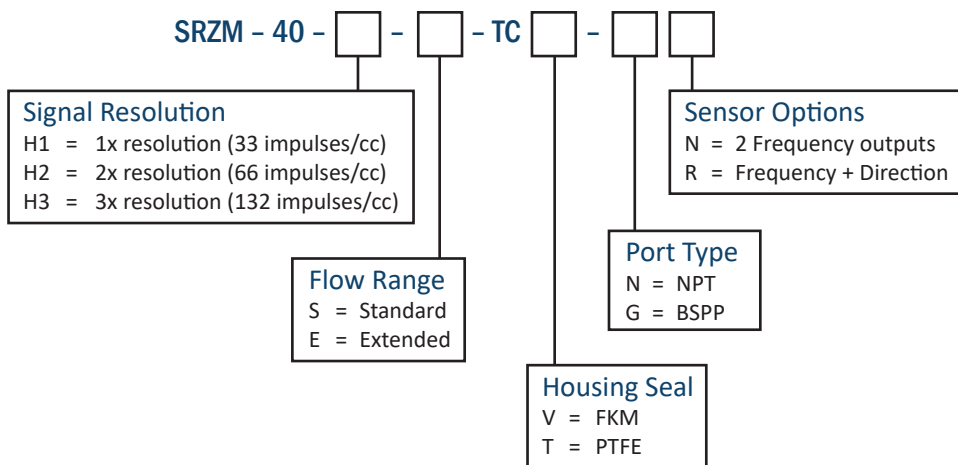 SRZM – 40 – – – TC –
Signal Resolution
H1 = 1x resolution (33 impulses/cc)
H2 = 2x resolution (66 impulses/cc)
H3 = 3x resolution (132 impulses/cc)
Sensor Options
N = 2 Frequency outputs
R = Frequency + Direction
Flow Range
S = Standard
E = Extended
Port Type
N = NPT
G = BSPP
Housing Seal
V = FKM
T = PTFE